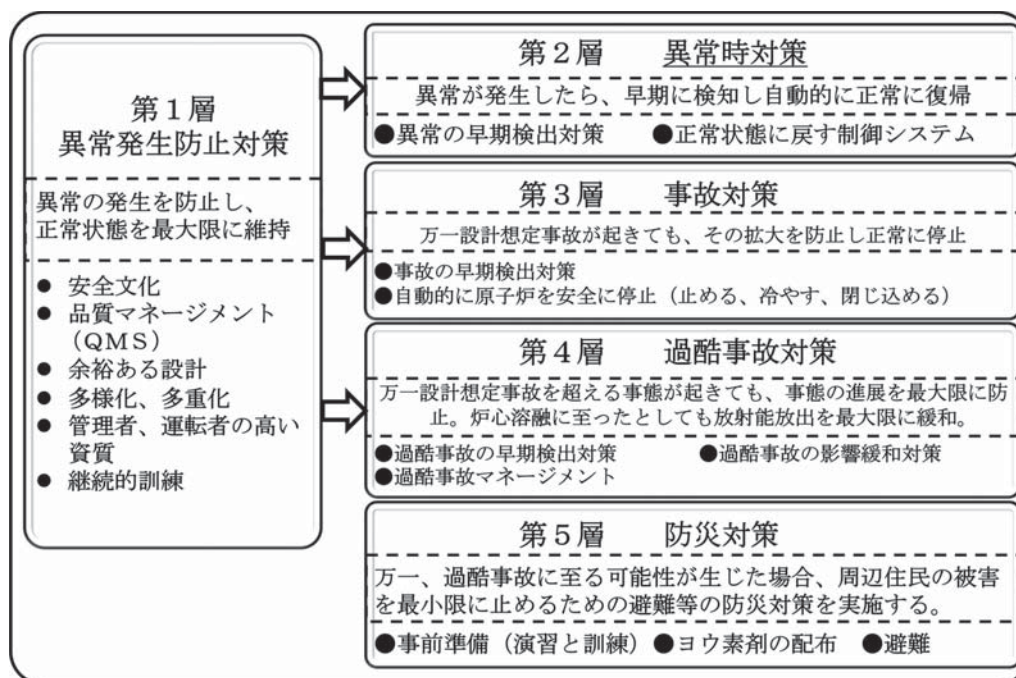 第１層
異常発生防止対策
異常の発生を防止し、
正常状態を最大限に維持
● 安全文化
● 品質マネージメント
（ＱＭＳ）
● 余裕ある設計
● 多様化、多重化
● 管理者、運転者の高い
資質
● 継続的訓練
第２層 異常時対策
異常が発生したら、早期に検知し自動的に正常に復帰
●異常の早期検出対策 ●正常状態に戻す制御システム
第３層 事故対策
万一設計想定事故が起きても、その拡大を防止し正常に停止
●事故の早期検出対策
●自動的に原子炉を安全に停止（止める、冷やす、閉じ込める）
第４層 過酷事故対策
万一設計想定事故を超える事態が起きても、事態の進展を最大限に防
止。炉心溶融に至ったとしても放射能放出を最大限に緩和。
●過酷事故の早期検出対策 ●過酷事故の影響緩和対策
●過酷事故マネージメント
第５層 防災対策
万一、過酷事故に至る可能性が生じた場合、周辺住民の被害
を最小限に止めるための避難等の防災対策を実施する。
●事前準備（演習と訓練）●ヨウ素剤の配布 ●避難